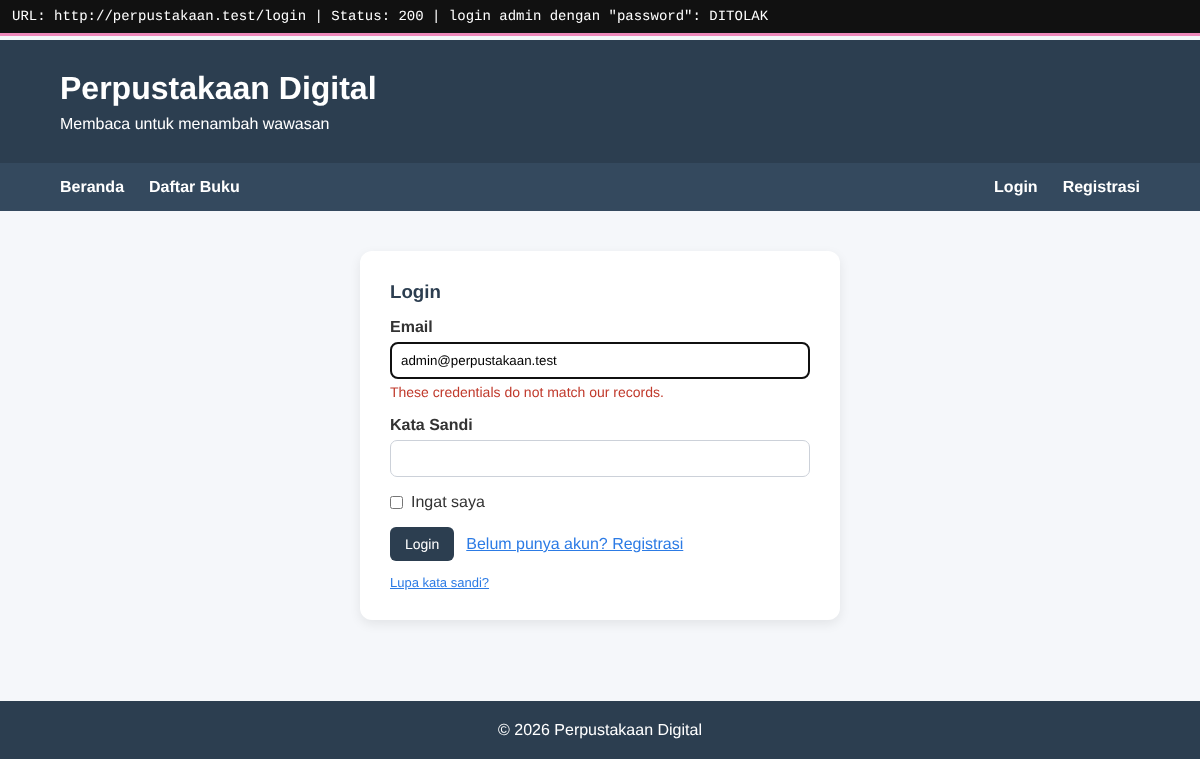 URL: http://perpustakaan.test/login | Status: 200 | login admin dengan "password": DITOLAK
Perpustakaan Digital
Membaca untuk menambah wawasan
Beranda Daftar Buku Login Registrasi
Login
Email
admin@perpustakaan.test
These credentials do not match our records.
Kata Sandi
Ingat saya
Login Belum punya akun? Registrasi
Lupa kata sandi?
© 2026 Perpustakaan Digital